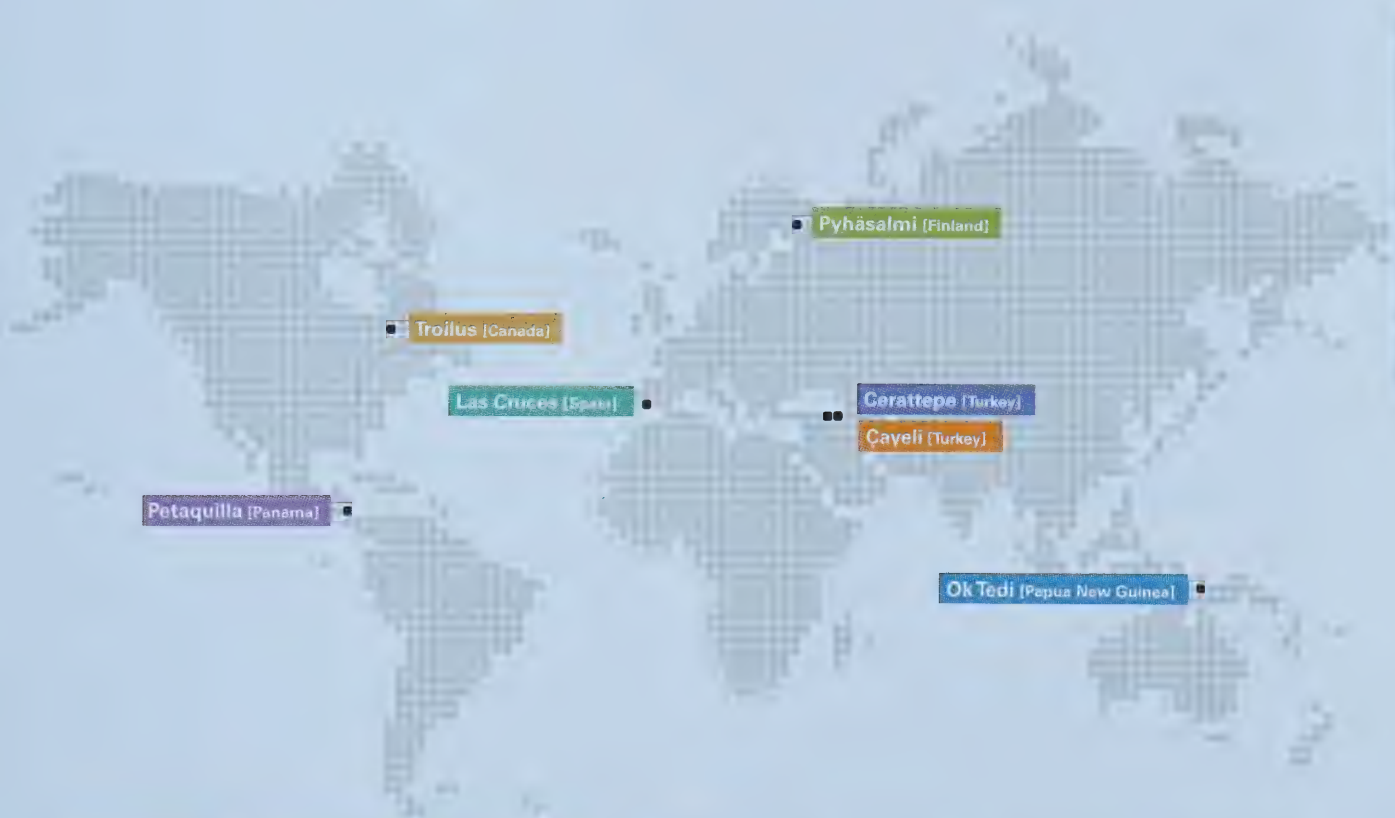 Pyhäsalmi [Finland]
Troilus [Canada]
Las Cruces [Spain]
Cerattepe [Turkey]
Çayeli [Turkey]
Petaquilla [Panama]
Ok Tedi [Papua New Guinea]